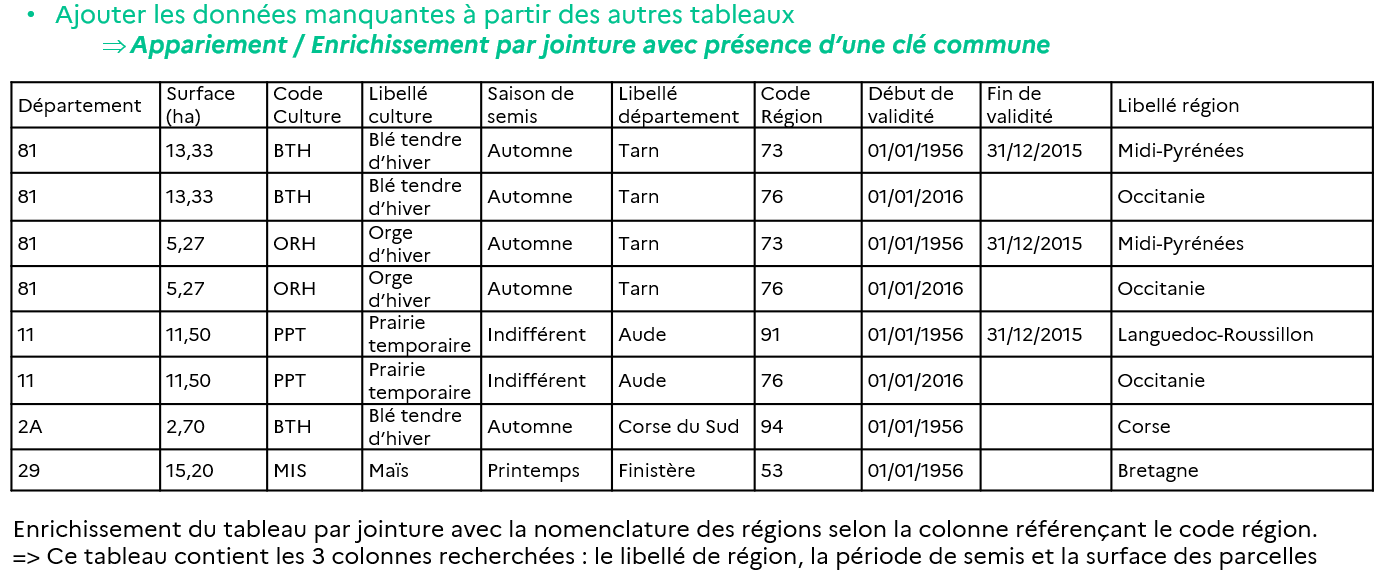 • Ajouter les données manquantes à partir des autres tableaux
⇒ Appariement / Enrichissement par jointure avec présence d’une clé commune
Département Surface (ha) Code Culture Libellé culture Saison de semis Libellé département Code Région Début de validité Fin de validité Libellé région
81 13,33 BTH Blé tendre d’hiver Automne Tarn 73 01/01/1956 31/12/2015 Midi-Pyrénées
81 13,33 BTH Blé tendre d’hiver Automne Tarn 76 01/01/2016 Occitanie
81 5,27 ORH Orge d’hiver Automne Tarn 73 01/01/1956 31/12/2015 Midi-Pyrénées
81 5,27 ORH Orge d’hiver Automne Tarn 76 01/01/2016 Occitanie
11 11,50 PPT Prairie temporaire Indifférent Aude 91 01/01/1956 31/12/2015 Languedoc-Roussillon
11 11,50 PPT Prairie temporaire Indifférent Aude 76 01/01/2016 Occitanie
2A 2,70 BTH Blé tendre d’hiver Automne Corse du Sud 94 01/01/1956 Corse
29 15,20 MIS Maïs Printemps Finistère 53 01/01/1956 Bretagne
Enrichissement du tableau par jointure avec la nomenclature des régions selon la colonne référençant le code région.
=> Ce tableau contient les 3 colonnes recherchées : le libellé de région, la période de semis et la surface des parcelles